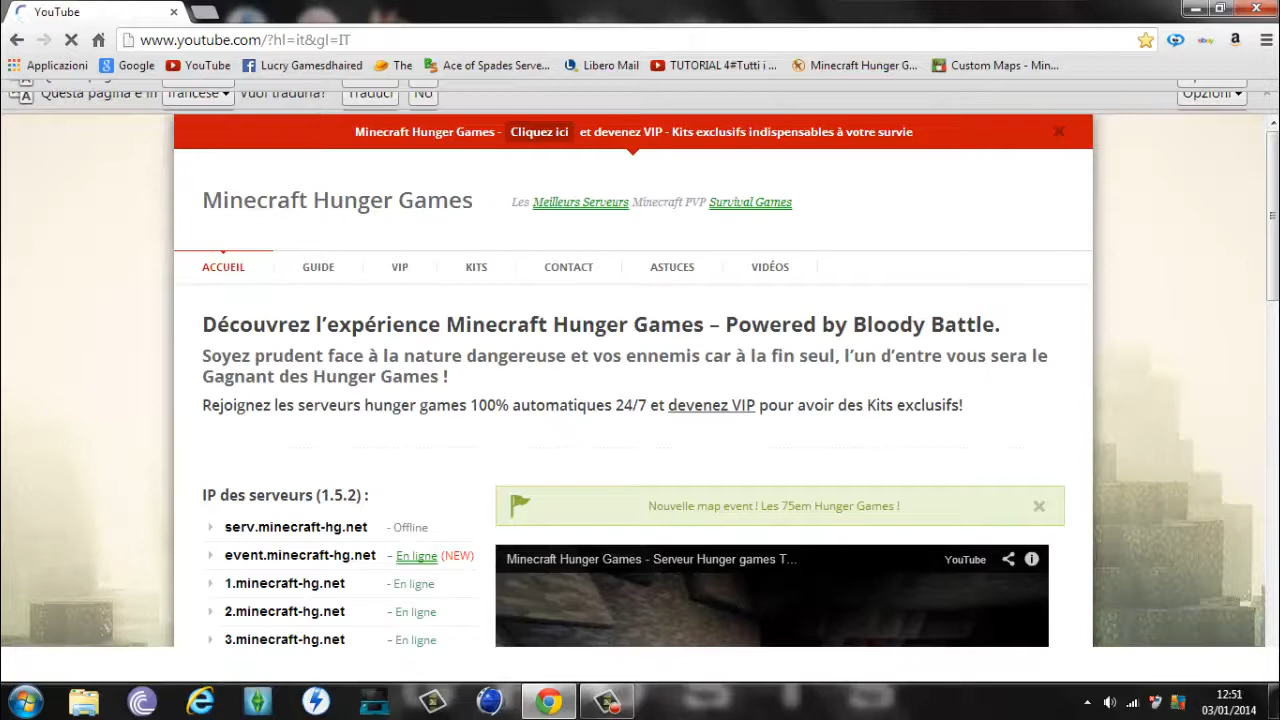 YouTube
www.youtube.com/?hl=it&gl=IT
Applicazioni Google YouTube Lucry Gamesdhaired The Ace of Spades Serve... Libero Mail TUTORIAL 4#Tutti i ... Minecraft Hunger G... Custom Maps - Min...
Questa pagina è in francese Vuoi tradurla? Traduci No Opzioni
Minecraft Hunger Games - Cliquez ici et devenez VIP - Kits exclusifs indispensables à votre survie
Minecraft Hunger Games
Les Meilleurs Serveurs Minecraft PVP Survival Games
ACCUEIL GUIDE VIP KITS CONTACT ASTUCES VIDÉOS
Découvrez l’expérience Minecraft Hunger Games – Powered by Bloody Battle.
Soyez prudent face à la nature dangereuse et vos ennemis car à la fin seul, l’un d’entre vous sera le
Gagnant des Hunger Games !
Rejoignez les serveurs hunger games 100% automatiques 24/7 et devenez VIP pour avoir des Kits exclusifs!
IP des serveurs (1.5.2) :
serv.minecraft-hg.net - Offline
event.minecraft-hg.net - En ligne (NEW)
1.minecraft-hg.net – En ligne
2.minecraft-hg.net – En ligne
3.minecraft-hg.net – En ligne
Nouvelle map event ! Les 75em Hunger Games !
Minecraft Hunger Games - Serveur Hunger games T... YouTube
12:51
03/01/2014